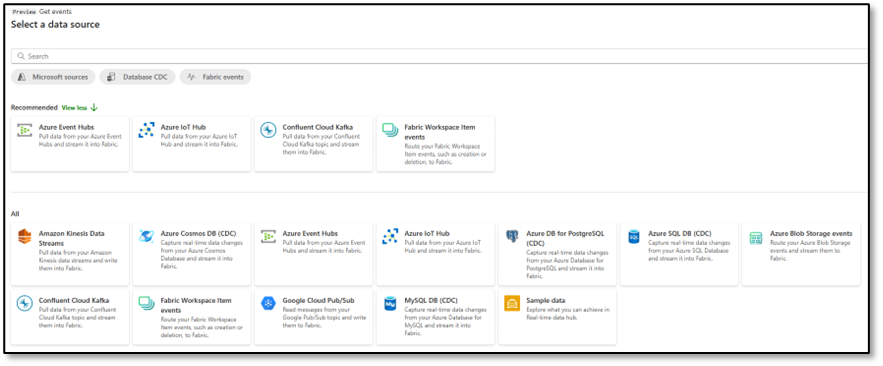 Preview Get events
Select a data source
Search
Microsoft sources
Database CDC
Fabric events
Recommended View less
Azure Event Hubs
Pull data from your Azure Event
Hubs and stream it into Fabric.
Azure IoT Hub
Pull data from your Azure IoT
Hub and stream it into Fabric.
Confluent Cloud Kafka
Pull data from your Confluent
Cloud Kafka topic and stream
them into Fabric.
Fabric Workspace Item
events
Route your Fabric Workspace
Item events, such as creation or
deletion, to Fabric.
All
Amazon Kinesis Data
Streams
Pull data from your Amazon
Kinesis data streams and write
them into Fabric.
Azure Cosmos DB (CDC)
Capture real-time data changes
from your Azure Cosmos
Database and stream it into
Fabric.
Azure Event Hubs
Pull data from your Azure Event
Hubs and stream it into Fabric.
Azure IoT Hub
Pull data from your Azure IoT
Hub and stream it into Fabric.
Azure DB for PostgreSQL
(CDC)
Capture real-time data changes
from your Azure Database for
PostgreSQL and stream it into
Fabric.
Azure SQL DB (CDC)
Capture real-time data changes
from your Azure SQL Database
and stream it into Fabric.
Azure Blob Storage events
Route your Azure Blob Storage
events and stream them to
Fabric.
Confluent Cloud Kafka
Pull data from your Confluent
Cloud Kafka topic and stream
them into Fabric.
Fabric Workspace Item
events
Route your Fabric Workspace
Item events, such as creation or
deletion, to Fabric.
Google Cloud Pub/Sub
Read messages from your
Google Pub/Sub topic and write
them to Fabric.
MySQL DB (CDC)
Capture real-time data changes
from your Azure Database for
MySQL and stream it into
Fabric.
Sample data
Explore what you can achieve in
Real-time data hub.